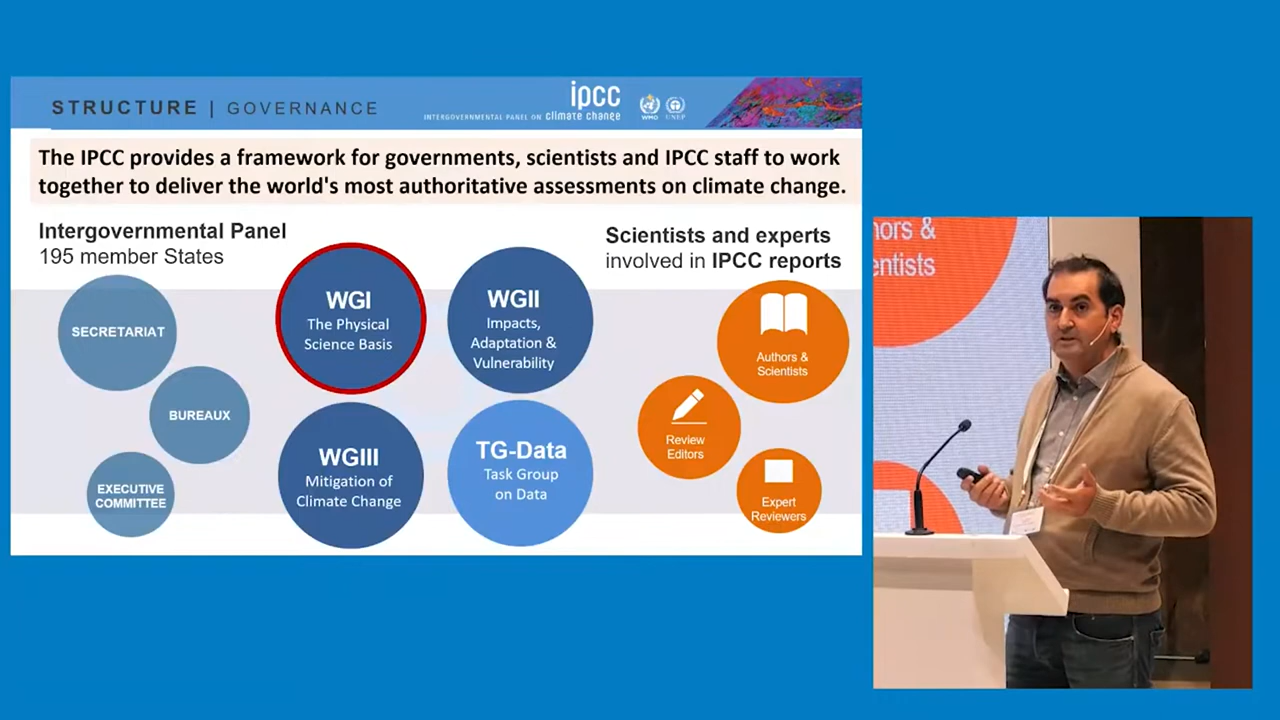 STRUCTURE | GOVERNANCE
INTERGOVERNMENTAL PANEL ON
ipcc
climate change
WMO
UNEP
The IPCC provides a framework for governments, scientists and IPCC staff to work
together to deliver the world's most authoritative assessments on climate change.
Intergovernmental Panel
195 member States
SECRETARIAT
BUREAUX
EXECUTIVE
COMMITTEE
WGI
The Physical
Science Basis
WGII
Impacts,
Adaptation &
Vulnerability
WGIII
Mitigation of
Climate Change
TG-Data
Task Group
on Data
Scientists and experts
involved in IPCC reports
Authors &
Scientists
Review
Editors
Expert
Reviewers
hors &
entists